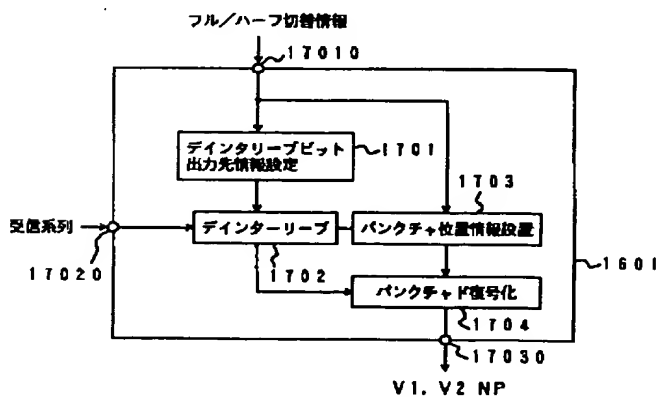 フル／ハーフ切替情報
17010
デインタリーブビット
出力先情報設定
1701
1703
受信系列
デインターリーブ
パンクチャ位置情報設置
17020
1702
1601
パンクチャド復号化
1704
17030
V1, V2 NP